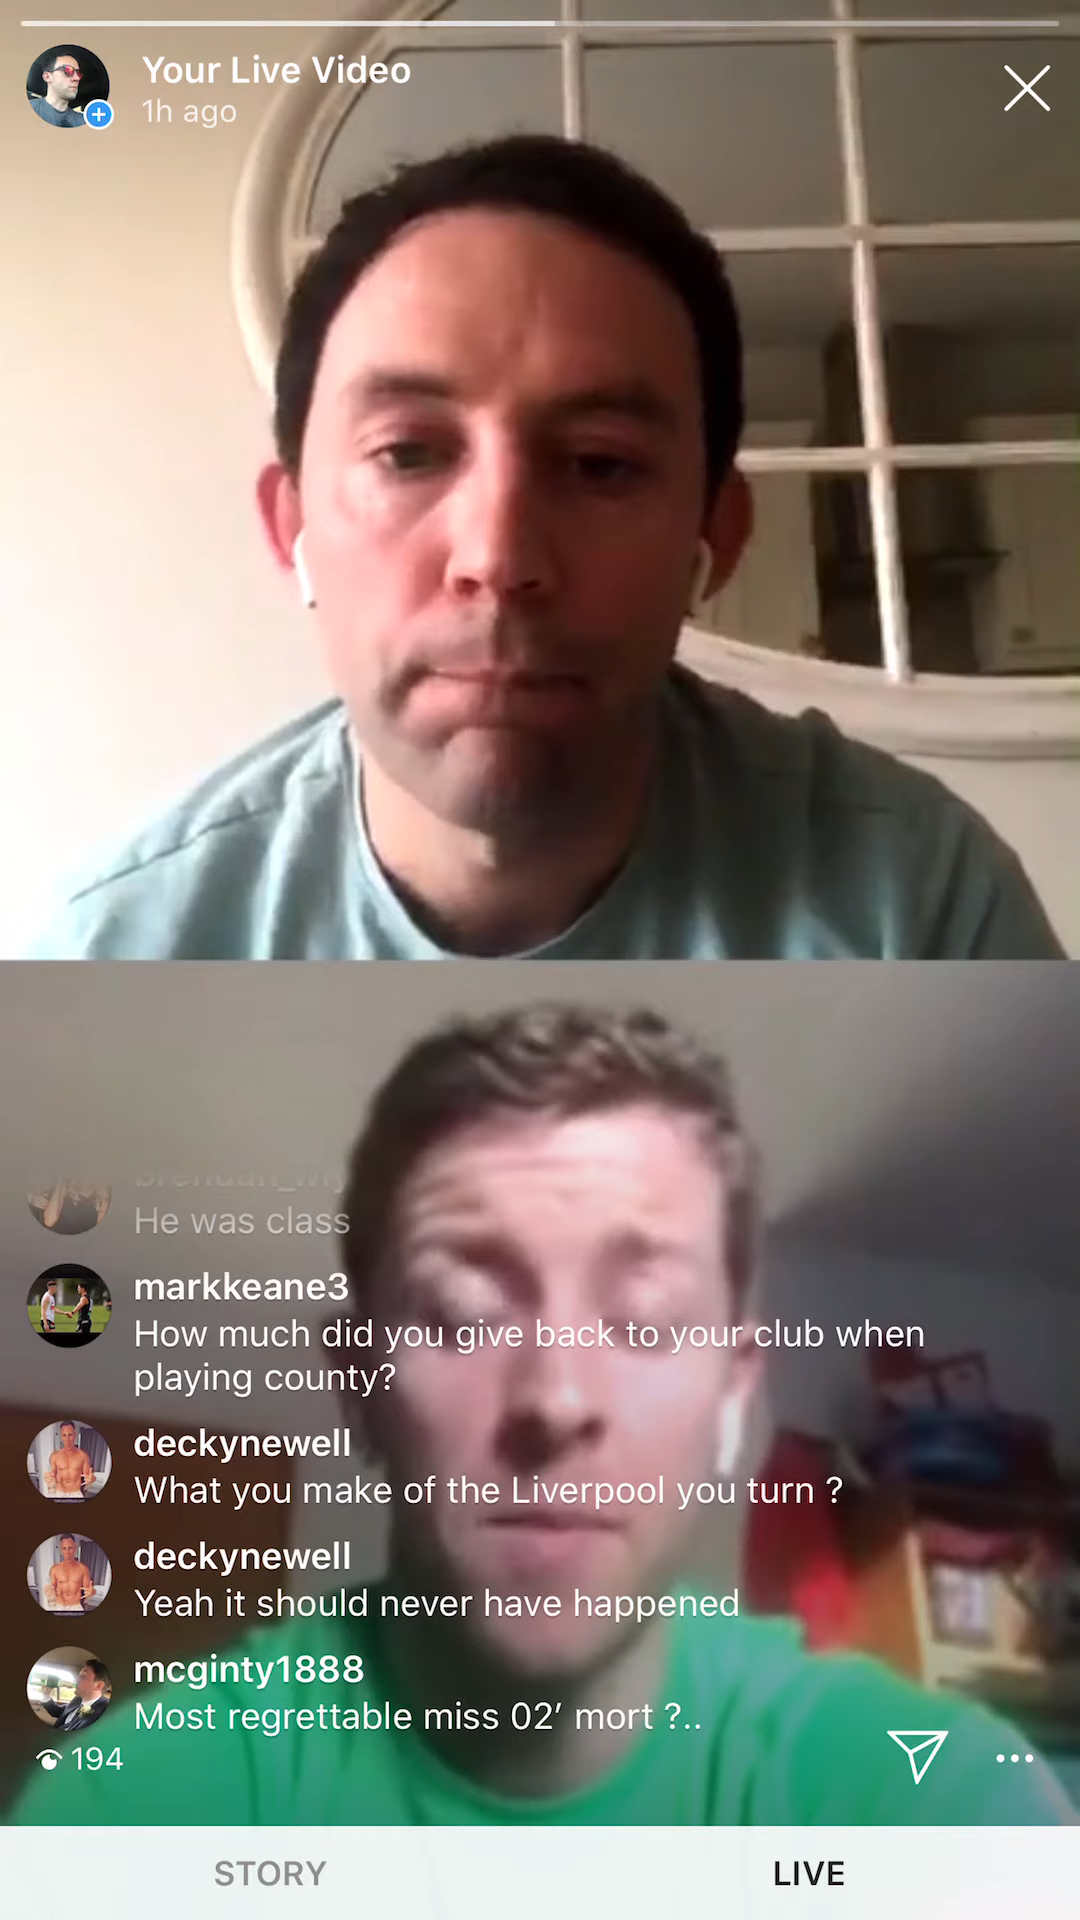 Your Live Video
1h ago
He was class
markkeane3
How much did you give back to your club when
playing county?
deckynewell
What you make of the Liverpool you turn ?
deckynewell
Yeah it should never have happened
mcginty1888
Most regrettable miss 02’ mort ?..
194
STORY
LIVE